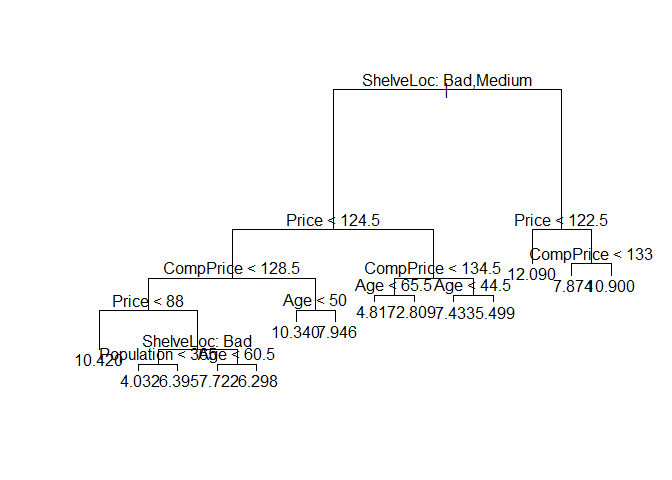 ShelveLoc: Bad,Medium
Price < 124.5
Price < 122.5
CompPrice < 128.5
CompPrice < 134.5
12.090
CompPrice < 133
Price < 88
Age < 50
Age < 65.5
Age < 44.5
7.874
10.900
10.340
7.946
4.817
2.809
7.433
5.499
10.420
ShelveLoc: Bad
Population <
Age < 60.5
4.032
6.395
7.722
6.298